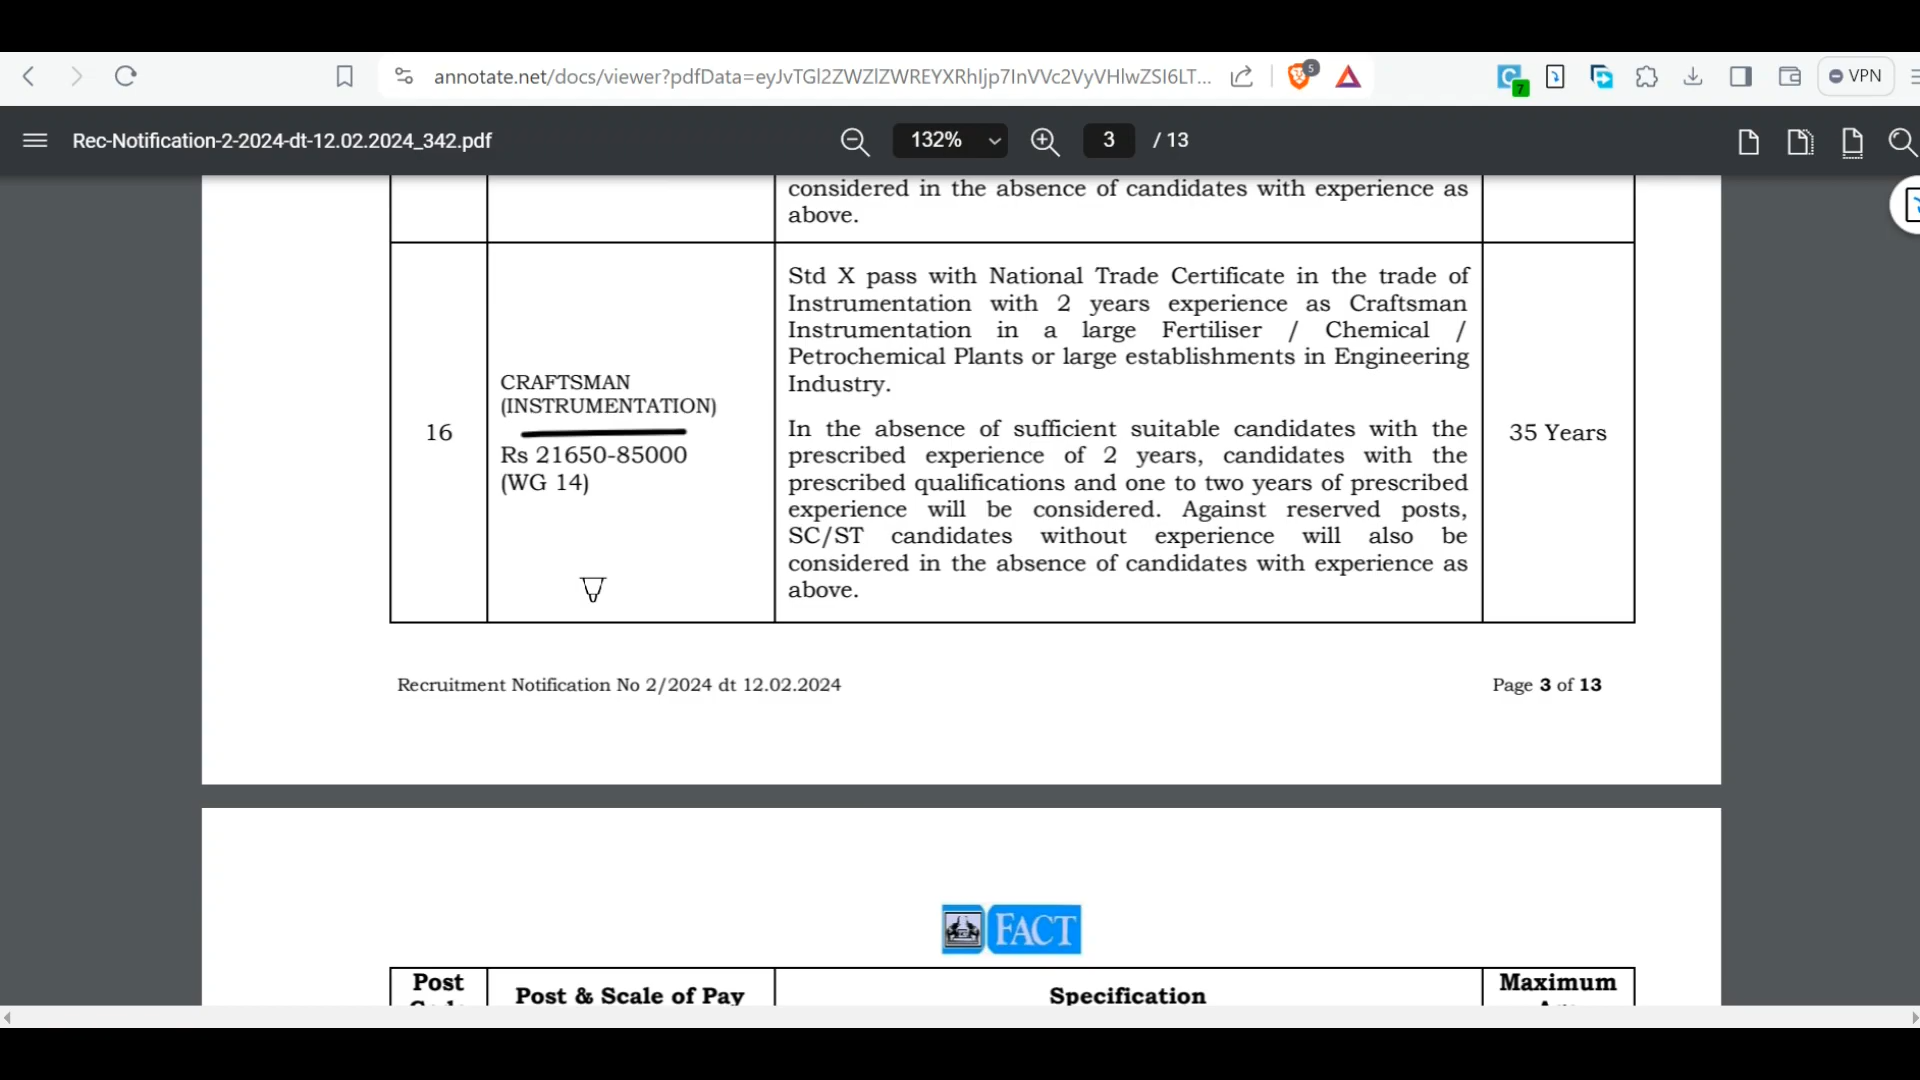 annotate.net/docs/viewer?pdfData=eyJvTGl2ZWZlZWREYXRhIjp7InVVc2VyVHlwZSI6LT...
5
7
VPN
Rec-Notification-2-2024-dt-12.02.2024_342.pdf
132%
3
/ 13
considered in the absence of candidates with experience as
above.
16
CRAFTSMAN
(INSTRUMENTATION)
Rs 21650-85000
(WG 14)
Std X pass with National Trade Certificate in the trade of
Instrumentation with 2 years experience as Craftsman
Instrumentation in a large Fertiliser / Chemical /
Petrochemical Plants or large establishments in Engineering
Industry.
In the absence of sufficient suitable candidates with the
prescribed experience of 2 years, candidates with the
prescribed qualifications and one to two years of prescribed
experience will be considered. Against reserved posts,
SC/ST candidates without experience will also be
considered in the absence of candidates with experience as
above.
35 Years
Recruitment Notification No 2/2024 dt 12.02.2024
Page 3 of 13
FACT
Post
Post & Scale of Pay
Specification
Maximum